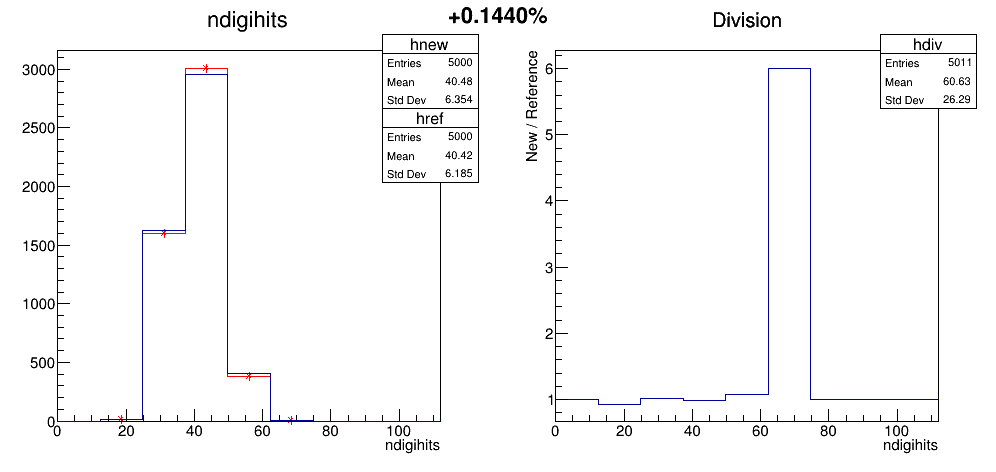 +0.1440%
ndigihits
hnew
Entries 5000
Mean 40.48
Std Dev 6.354
href
Entries 5000
Mean 40.42
Std Dev 6.185
3000
2500
2000
1500
1000
500
0
0 20 40 60 80 100
ndigihits
Division
hdiv
Entries 5011
Mean 60.63
Std Dev 26.29
New / Reference
6
5
4
3
2
1
0 20 40 60 80 100
ndigihits